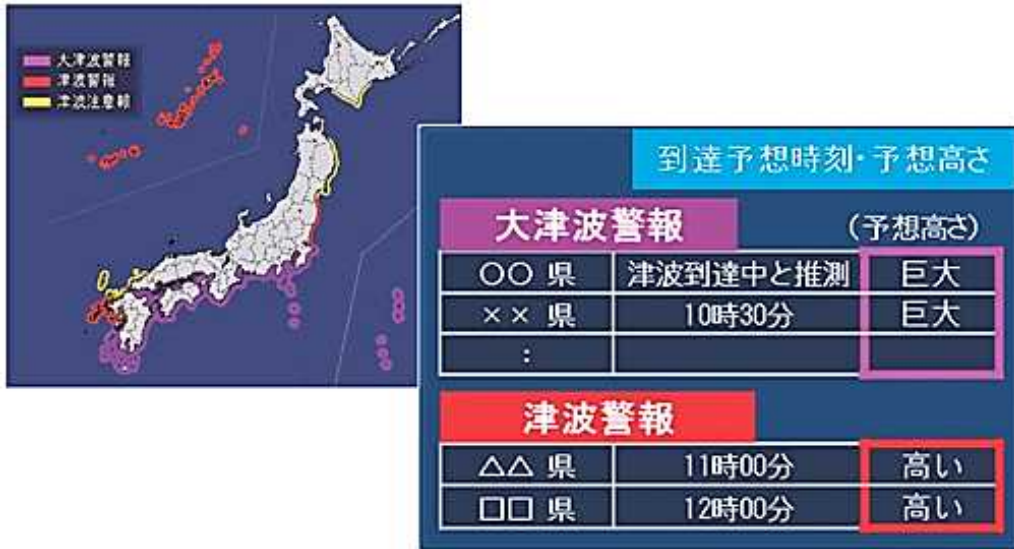 大津波警報
津波警報
津波注意報
到達予想時刻・予想高さ
大津波警報 (予想高さ)
○○ 県 津波到達中と推測 巨大
×× 県 10時30分 巨大
:
津波警報
△△ 県 11時00分 高い
□□ 県 12時00分 高い